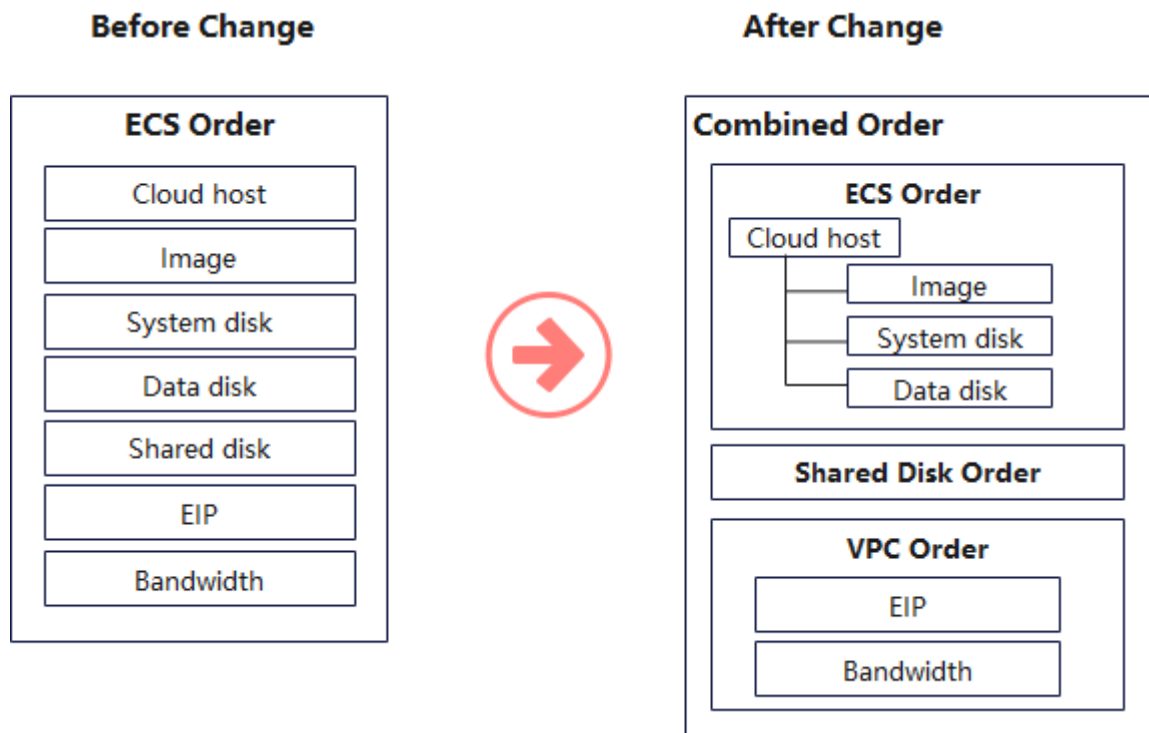 Before Change
ECS Order
Cloud host
Image
System disk
Data disk
Shared disk
EIP
Bandwidth
After Change
Combined Order
ECS Order
Cloud host
Image
System disk
Data disk
Shared Disk Order
VPC Order
EIP
Bandwidth